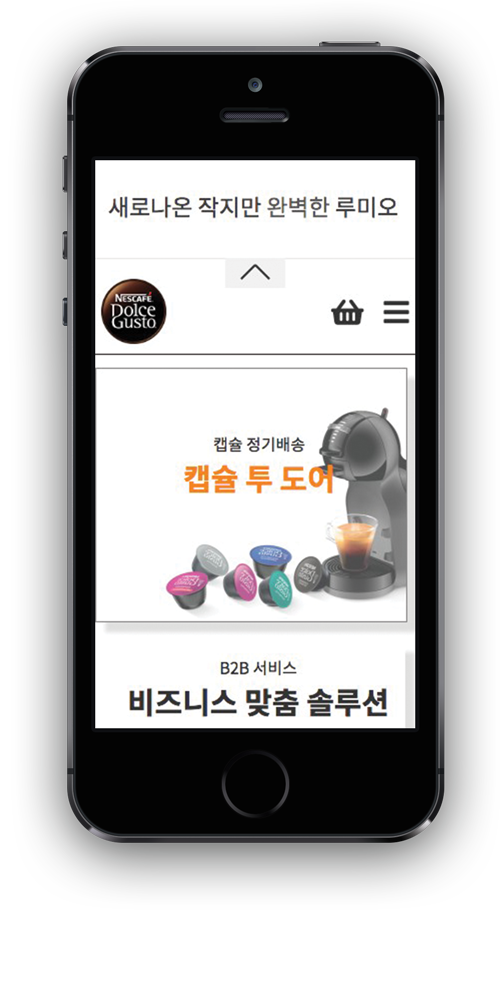 새로나온 작지만 완벽한 루미오
NESCAFÉ
Dolce
Gusto
캡슐 정기배송
캡슐 투 도어
B2B 서비스
비즈니스 맞춤 솔루션